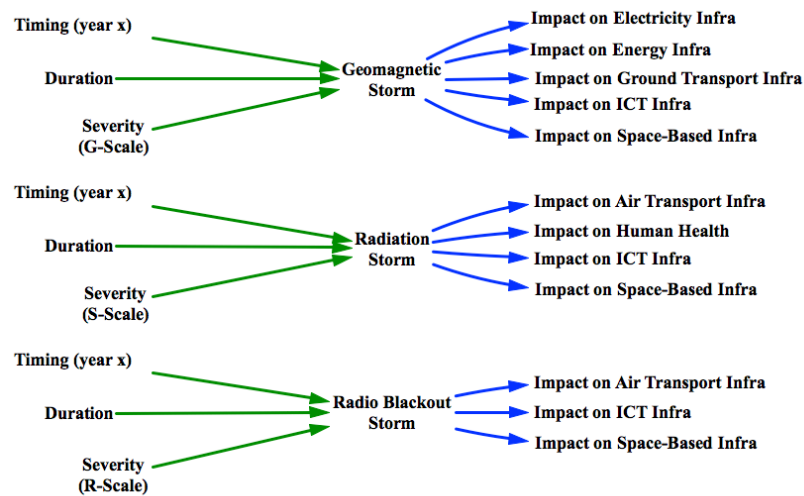 Timing (year x)
Duration
Severity
(G-Scale)
Geomagnetic
Storm
Impact on Electricity Infra
Impact on Energy Infra
Impact on Ground Transport Infra
Impact on ICT Infra
Impact on Space-Based Infra
Timing (year x)
Duration
Severity
(S-Scale)
Radiation
Storm
Impact on Air Transport Infra
Impact on Human Health
Impact on ICT Infra
Impact on Space-Based Infra
Timing (year x)
Duration
Severity
(R-Scale)
Radio Blackout
Storm
Impact on Air Transport Infra
Impact on ICT Infra
Impact on Space-Based Infra